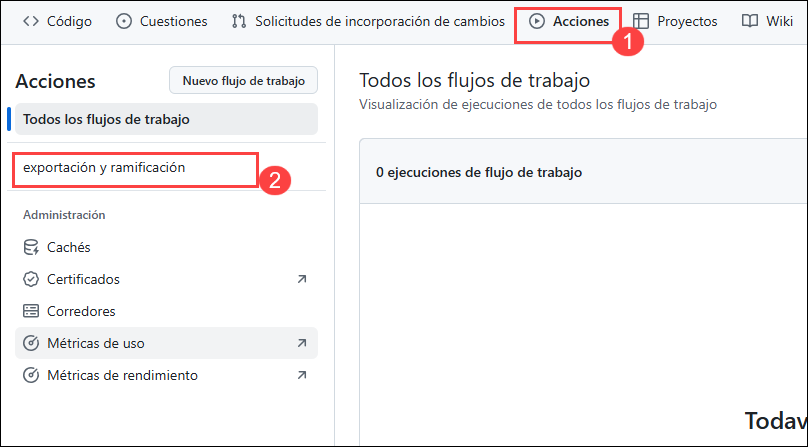 Código Cuestiones Solicitudes de incorporación de cambios Acciones Proyectos Wiki
1
Acciones
Nuevo flujo de trabajo
Todos los flujos de trabajo
exportación y ramificación
2
Administración
Cachés
Certificados
Corredores
Métricas de uso
Métricas de rendimiento
Todos los flujos de trabajo
Visualización de ejecuciones de todos los flujos de trabajo
0 ejecuciones de flujo de trabajo
Todav